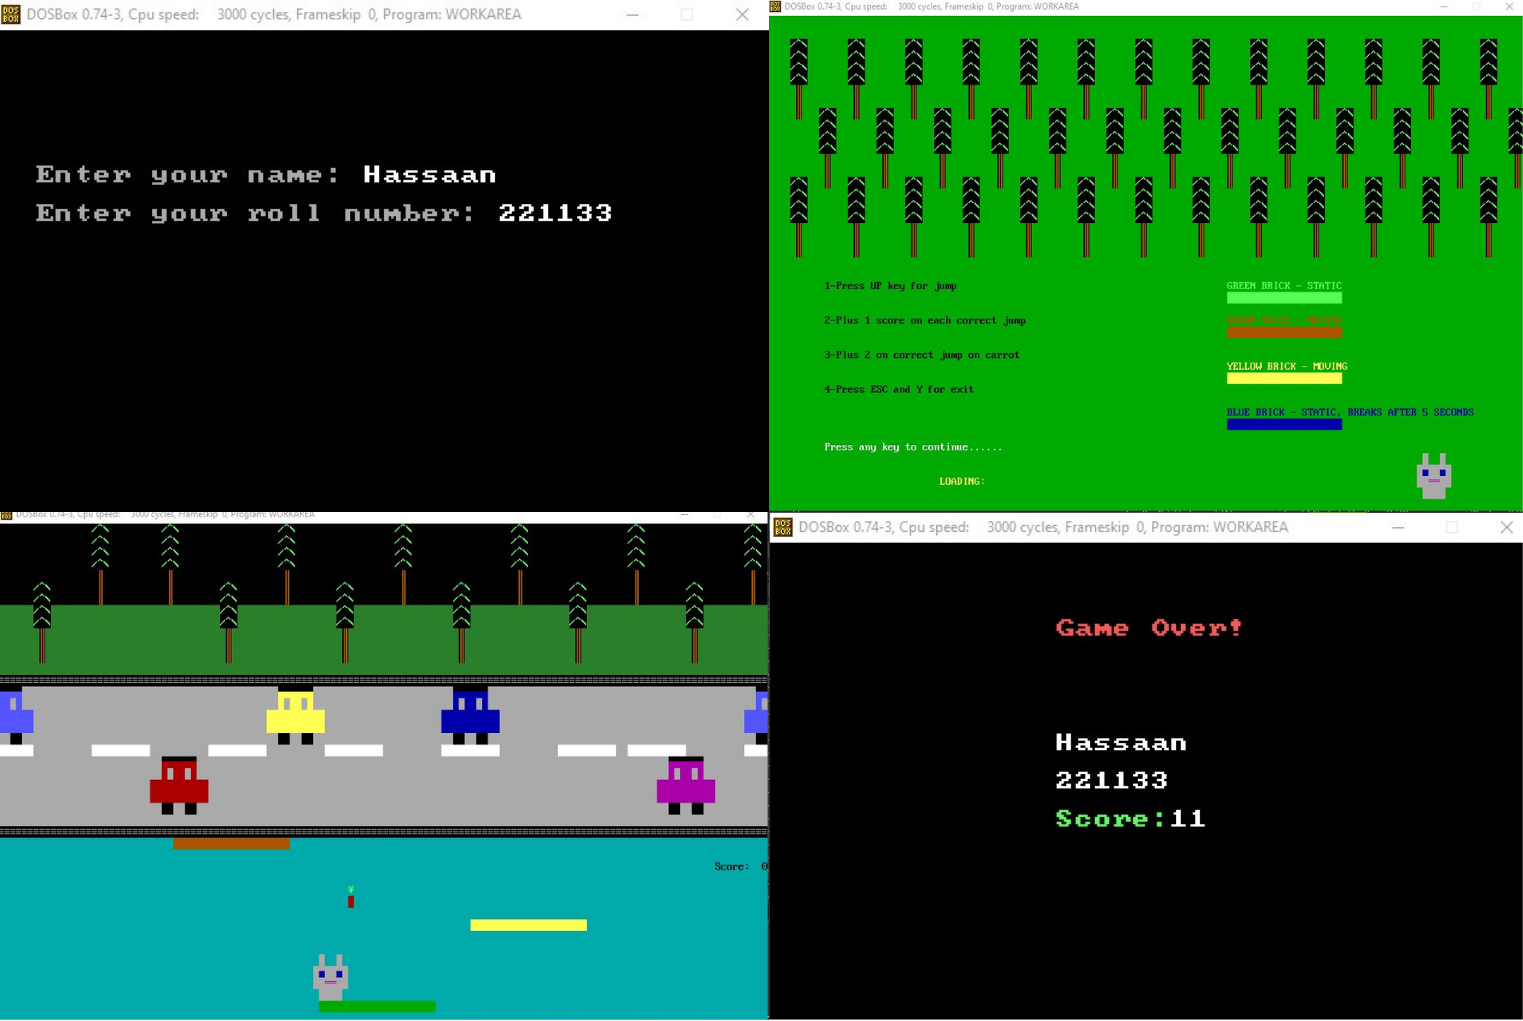 DOSBox 0.74-3, Cpu speed: 3000 cycles, Frameskip 0, Program: WORKAREA
Enter your name: Hassaan
Enter your roll number: 221133
DOSBox 0.74-3, Cpu speed: 3000 cycles, Frameskip 0, Program: WORKAREA
1-Press UP key for jump
2-Plus 1 score on each correct jump
3-Plus 2 on correct jump on carrot
4-Press ESC and Y for exit
Press any key to continue......
LOADING:
GREEN BRICK - STATIC
YELLOW BRICK - MOVING
BLUE BRICK - STATIC, BREAKS AFTER 5 SECONDS
DOSBox 0.74-3, Cpu speed: 3000 cycles, Frameskip 0, Program: WORKAREA
Score: 0
DOSBox 0.74-3, Cpu speed: 3000 cycles, Frameskip 0, Program: WORKAREA
Game Over!
Hassaan
221133
Score:11